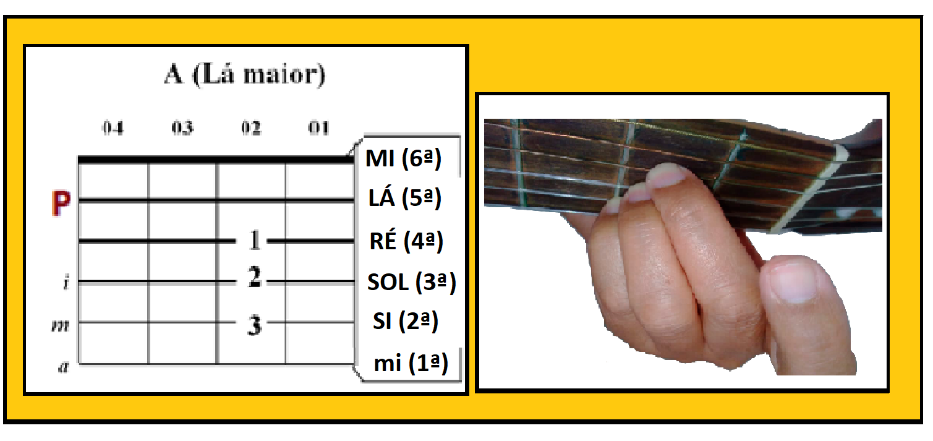 A (Lá maior)
04 03 02 01
MI (6ª)
P LÁ (5ª)
1 RÉ (4ª)
i 2 SOL (3ª)
m 3 SI (2ª)
a mi (1ª)